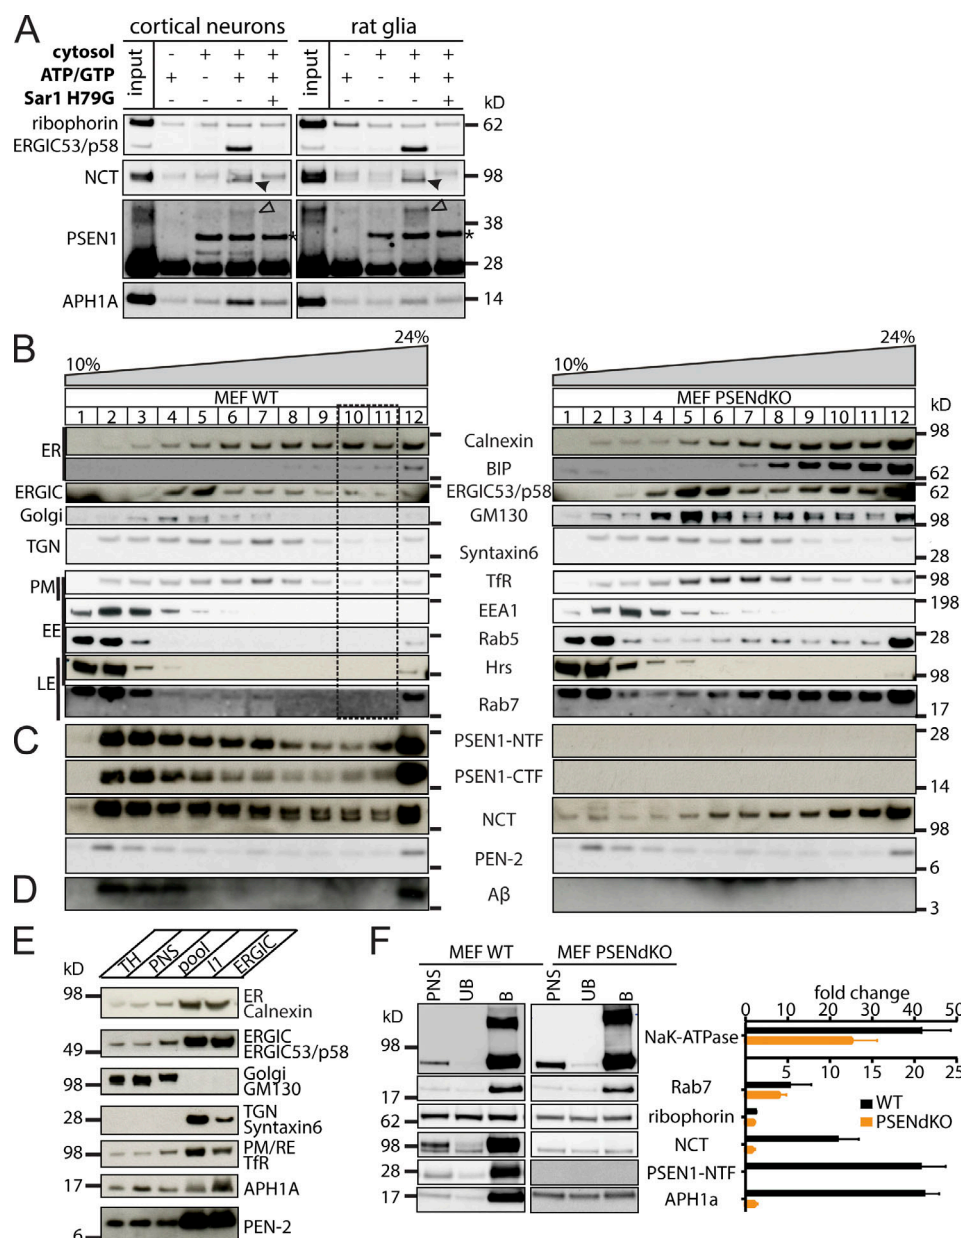 A
cortical neurons rat glia
input input
cytosol - + + + - + + +
ATP/GTP + - + + + - + +
Sar1 H79G - - - + - - - +
kD
ribophorin 62
ERGIC53/p58
NCT 98
PSEN1 * * 38
28
APH1A 14
B
10% 24% 10% 24%
MEF WT MEF PSENdKO
1 2 3 4 5 6 7 8 9 10 11 12 1 2 3 4 5 6 7 8 9 10 11 12 kD
ER Calnexin 98
BIP 62
ERGIC ERGIC53/p58 62
Golgi GM130 98
TGN Syntaxin6 28
PM TfR 98
EE EEA1 198
Rab5 28
LE Hrs 98
Rab7 17
C
PSEN1-NTF 28
PSEN1-CTF 14
NCT 98
PEN-2 6
D
Aβ 3
E
TH PNS pool I1 ERGIC
kD
98 ER
Calnexin
49 ERGIC
ERGIC53/p58
98 Golgi
GM130
28 TGN
Syntaxin6
98 PM/RE
TfR
17 APH1A
6 PEN-2
F
MEF WT MEF PSENdKO
PNS UB B PNS UB B
kD
98
17
62
98
28
17
fold change
0 10 20 30 40 50
NaK-ATPase
5 10 15 20 25
Rab7
ribophorin
NCT
PSEN1-NTF
APH1a
WT
PSENdKO